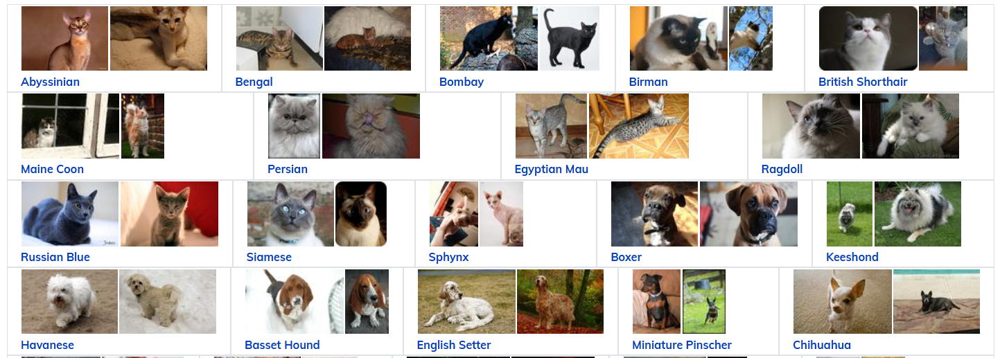 Abyssinian
Bengal
Bombay
Birman
British Shorthair
Maine Coon
Persian
Egyptian Mau
Ragdoll
Russian Blue
Siamese
Sphynx
Boxer
Keeshond
Havanese
Basset Hound
English Setter
Miniature Pinscher
Chihuahua